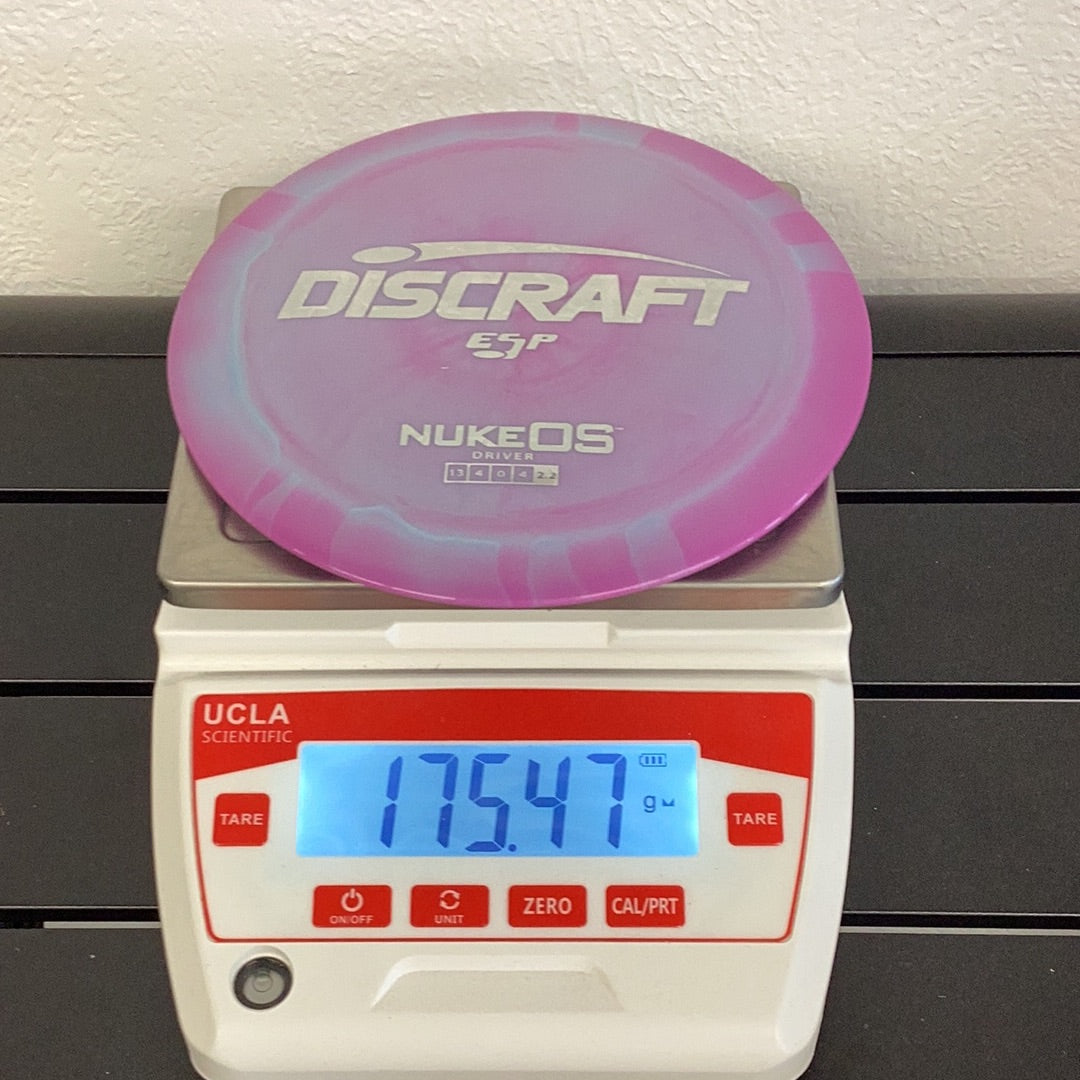 DISCRAFT
ESP
NUKE OS™
DRIVER
13 4 0 4 2.2
UCLA
SCIENTIFIC
175.47 g
TARE
TARE
ON/OFF
UNIT
ZERO
CAL/PRT